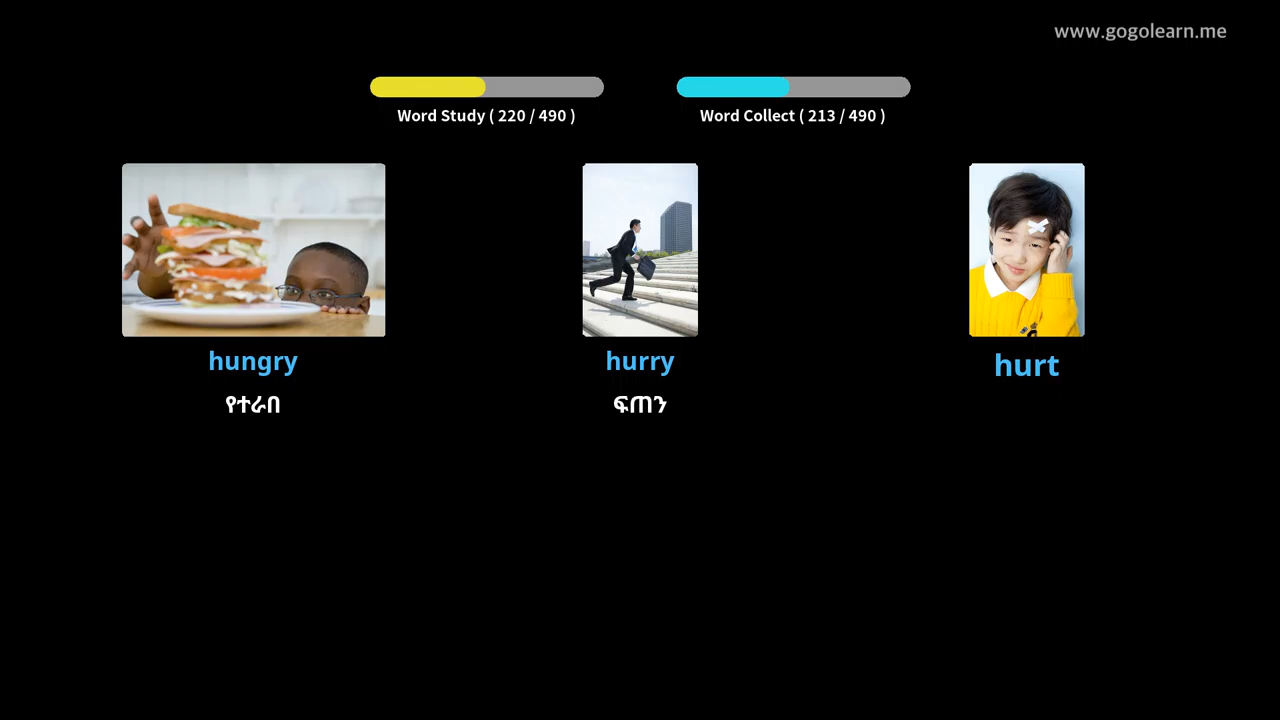 www.gogolearn.me
Word Study ( 220 / 490 )
Word Collect ( 213 / 490 )
hungry
hurry
hurt
የተራበ
ፍጠን